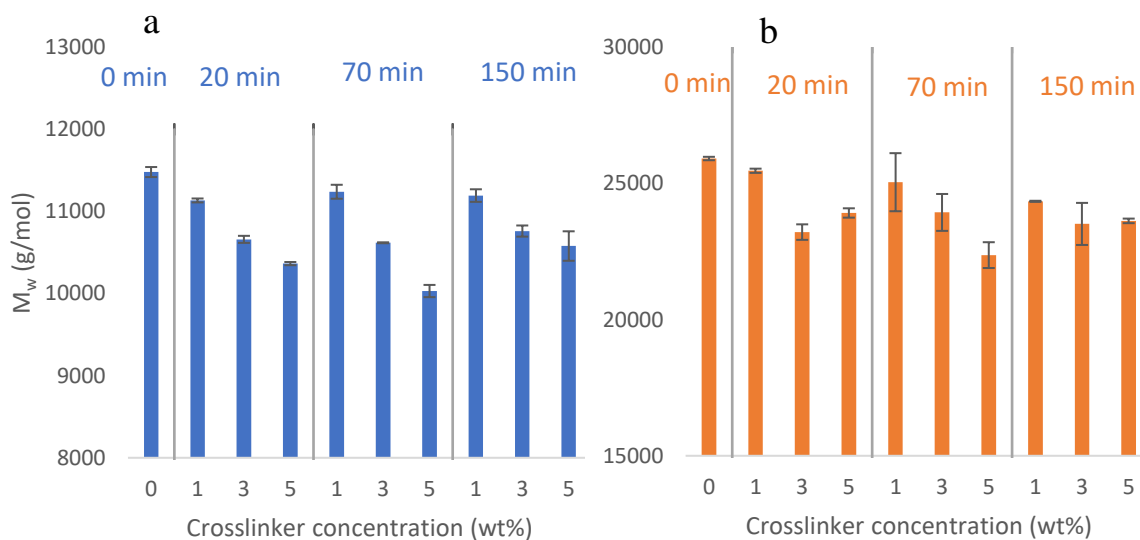 a
13000
12000
11000
10000
9000
8000
M_w (g/mol)
0 min
20 min
70 min
150 min
0 1 3 5 1 3 5 1 3 5
Crosslinker concentration (wt%)
b
30000
25000
20000
15000
0 min
20 min
70 min
150 min
0 1 3 5 1 3 5 1 3 5
Crosslinker concentration (wt%)